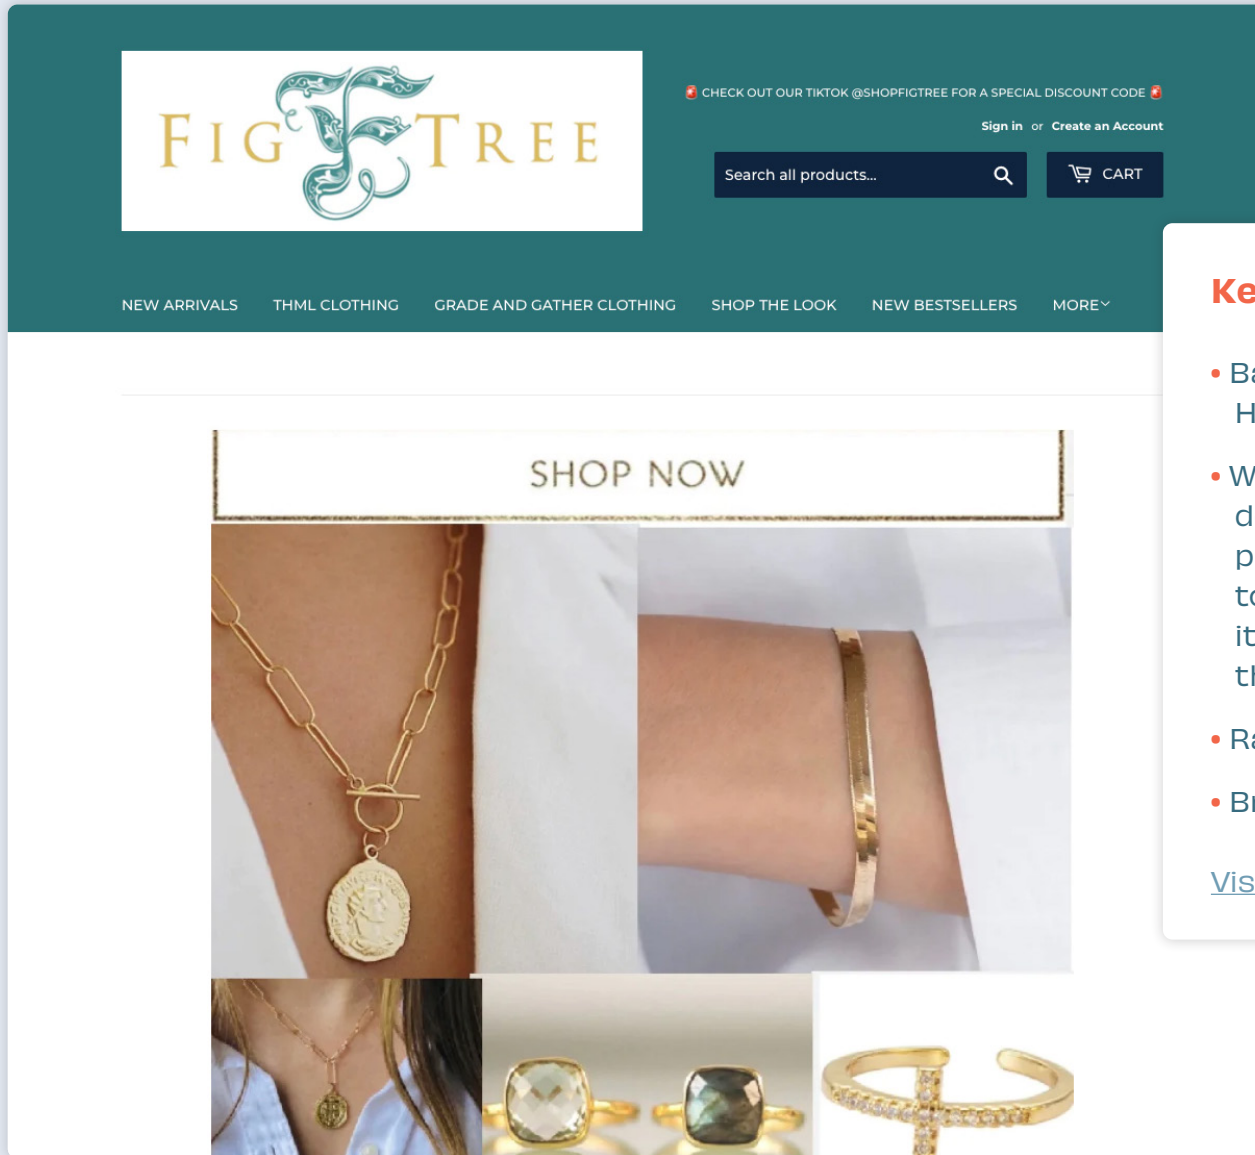 FIG TREE
🚨 CHECK OUT OUR TIKTOK @SHOPFIGTREE FOR A SPECIAL DISCOUNT CODE 🚨
Sign in or Create an Account
Search all products...
CART
NEW ARRIVALS THML CLOTHING GRADE AND GATHER CLOTHING SHOP THE LOOK NEW BESTSELLERS MORE
SHOP NOW